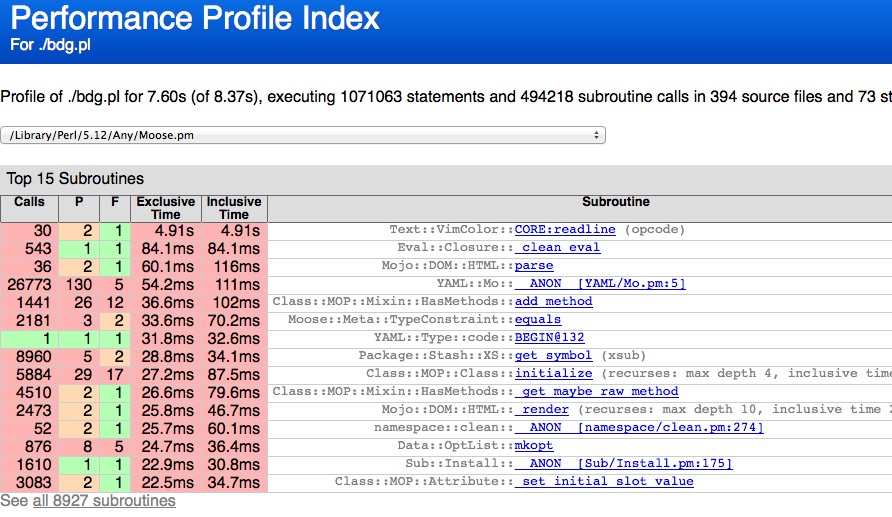 Performance Profile Index
For ./bdg.pl
Profile of ./bdg.pl for 7.60s (of 8.37s), executing 1071063 statements and 494218 subroutine calls in 394 source files and 73 st
/Library/Perl/5.12/Any/Moose.pm
Top 15 Subroutines
Calls P F Exclusive Time Inclusive Time Subroutine
30 2 1 4.91s 4.91s Text::VimColor::CORE:readline (opcode)
543 1 1 84.1ms 84.1ms Eval::Closure::_clean_eval
36 2 1 60.1ms 116ms Mojo::DOM::HTML::parse
26773 130 5 54.2ms 111ms YAML::Mo::__ANON__[YAML/Mo.pm:5]
1441 26 12 36.6ms 102ms Class::MOP::Mixin::HasMethods::add_method
2181 3 2 33.6ms 70.2ms Moose::Meta::TypeConstraint::equals
1 1 1 31.8ms 32.6ms YAML::Type::code::BEGIN@132
8960 5 2 28.8ms 34.1ms Package::Stash::XS::get_symbol (xsub)
5884 29 17 27.2ms 87.5ms Class::MOP::Class::initialize (recurses: max depth 4, inclusive time
4510 2 1 26.6ms 79.6ms Class::MOP::Mixin::HasMethods::_get_maybe_raw_method
2473 2 1 25.8ms 46.7ms Mojo::DOM::HTML::_render (recurses: max depth 10, inclusive time 2
52 2 1 25.7ms 60.1ms namespace::clean::__ANON__[namespace/clean.pm:274]
876 8 5 24.7ms 36.4ms Data::OptList::mkopt
1610 1 1 22.9ms 30.8ms Sub::Install::__ANON__[Sub/Install.pm:175]
3083 2 1 22.5ms 34.7ms Class::MOP::Attribute::_set_initial_slot_value
See all 8927 subroutines